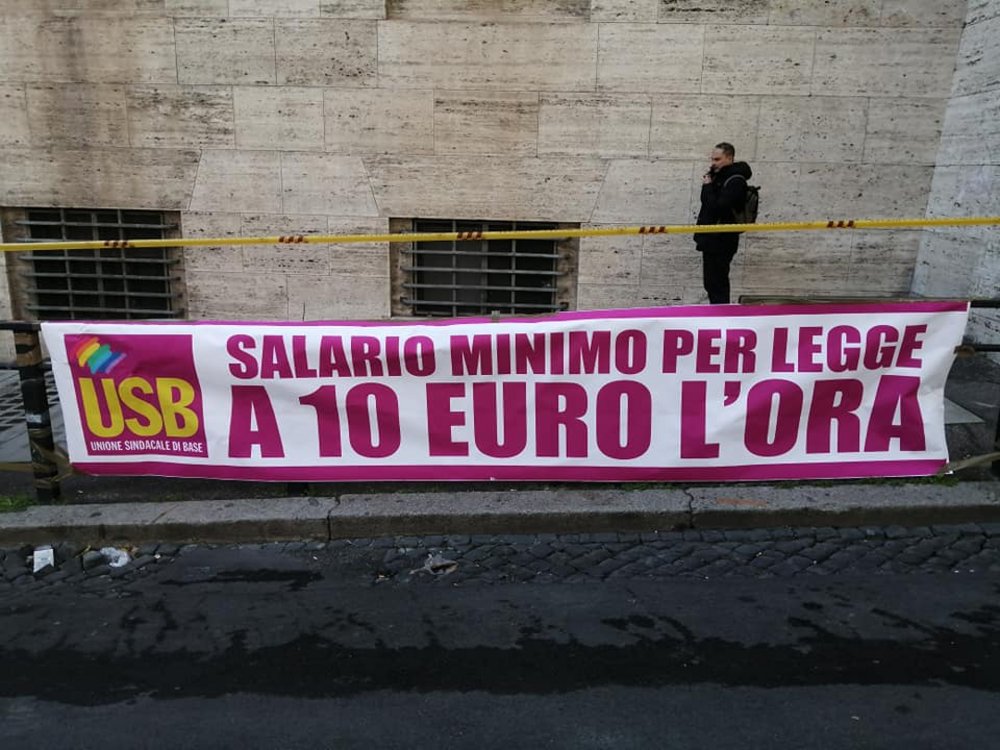 SALARIO MINIMO PER LEGGE
A 10 EURO L'ORA
USB
UNIONE SINDACALE DI BASE